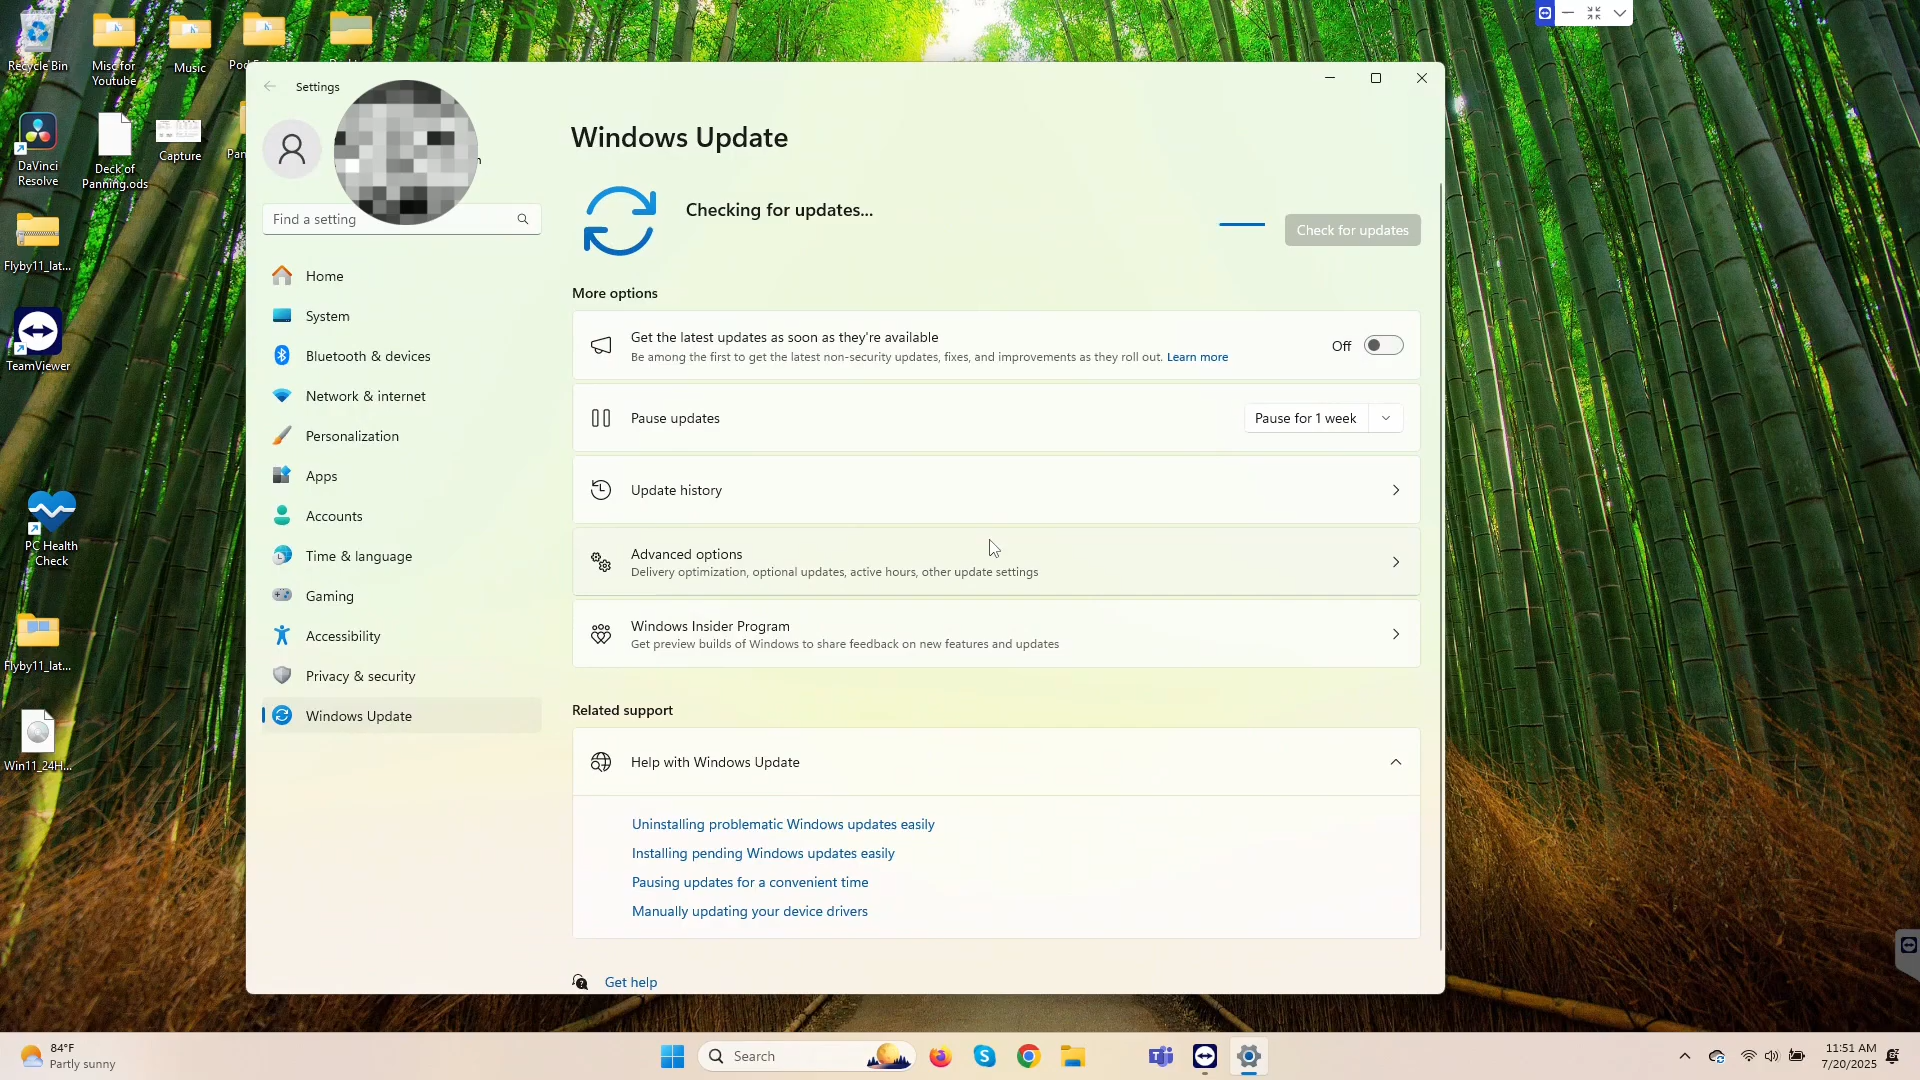 Recycle Bin
Misc for
Youtube
Music
DaVinci
Resolve
Deck of
Panning.ods
Capture
Flyby11_lat...
TeamViewer
PC Health
Check
Flyby11_lat...
Win11_24H...
Settings
Find a setting
Home
System
Bluetooth & devices
Network & internet
Personalization
Apps
Accounts
Time & language
Gaming
Accessibility
Privacy & security
Windows Update
Windows Update
Checking for updates...
Check for updates
More options
Get the latest updates as soon as they're available
Be among the first to get the latest non-security updates, fixes, and improvements as they roll out. Learn more
Off
Pause updates
Pause for 1 week
Update history
Advanced options
Delivery optimization, optional updates, active hours, other update settings
Windows Insider Program
Get preview builds of Windows to share feedback on new features and updates
Related support
Help with Windows Update
Uninstalling problematic Windows updates easily
Installing pending Windows updates easily
Pausing updates for a convenient time
Manually updating your device drivers
Get help
84°F
Partly sunny
Search
11:51 AM
7/20/2025